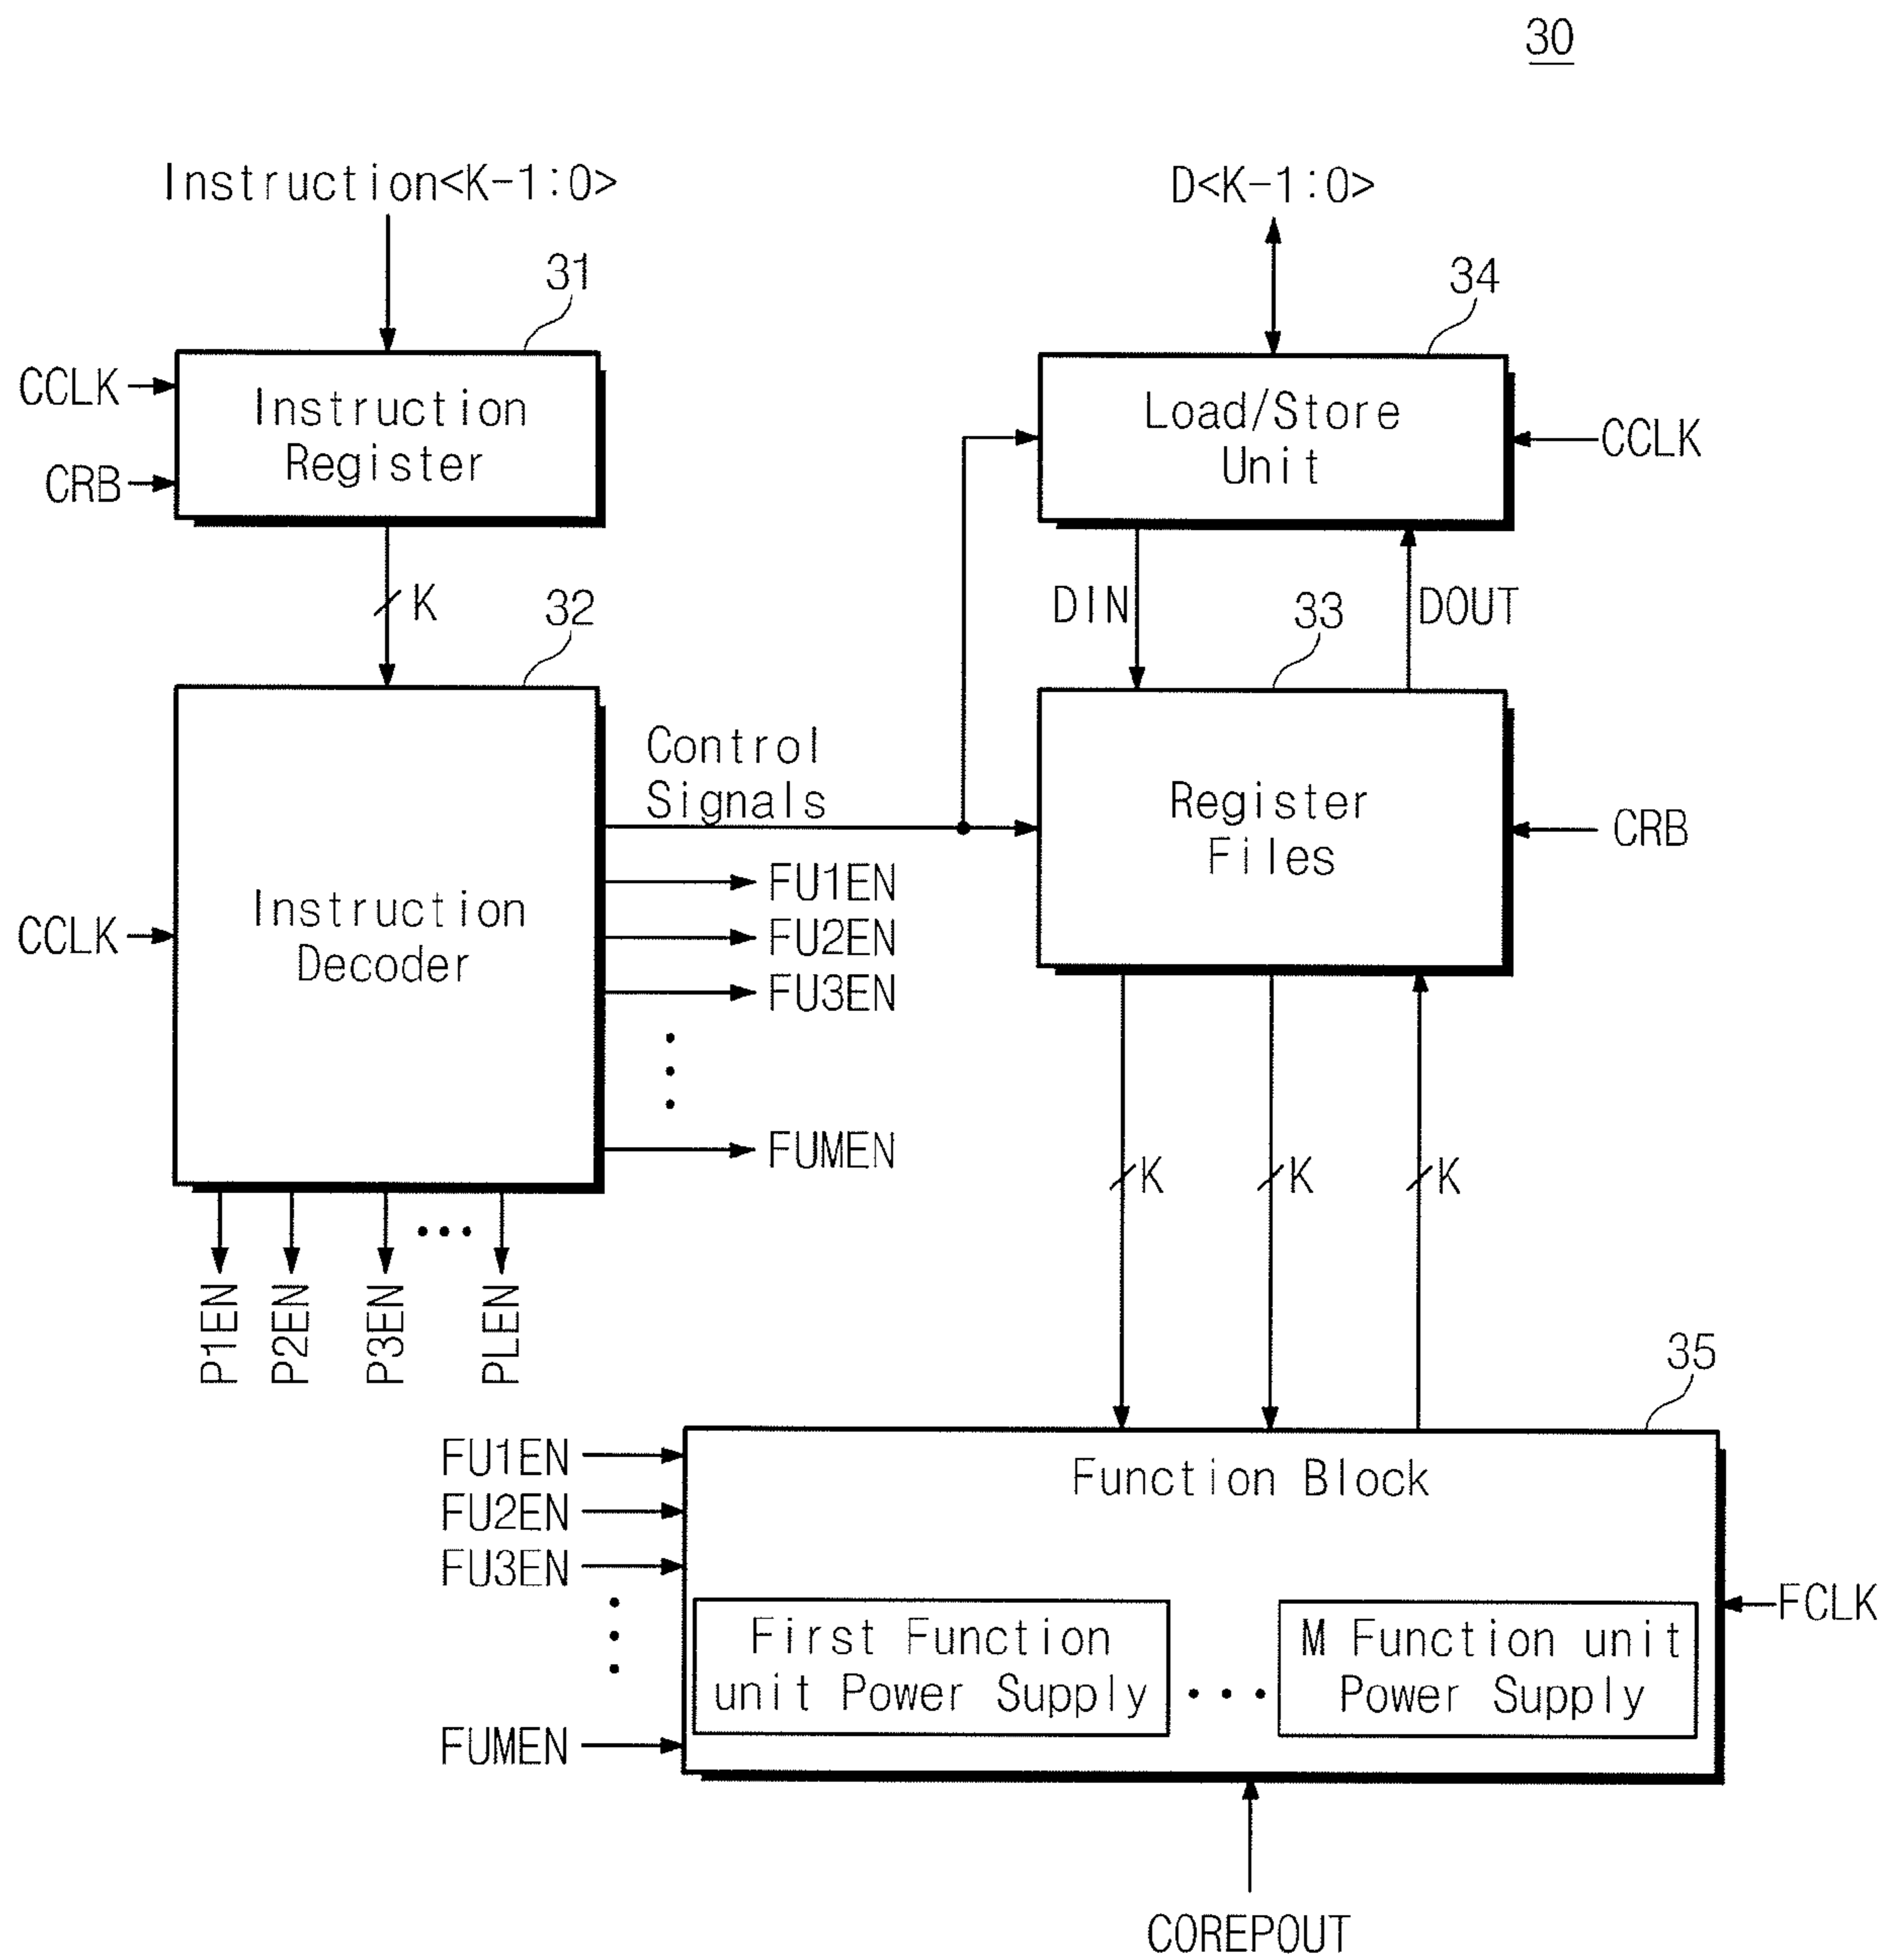 30
Instruction<K-1:0>
D<K-1:0>
31
34
CCLK
CRB
Instruction
Register
Load/Store
Unit
CCLK
K
32
DIN
33
DOUT
Control
Signals
Register
Files
CRB
CCLK
Instruction
Decoder
FU1EN
FU2EN
FU3EN
FUMEN
K
K
K
P1EN
P2EN
P3EN
PLEN
35
FU1EN
FU2EN
FU3EN
FUMEN
Function Block
First Function
unit Power Supply
M Function unit
Power Supply
FCLK
COREPOUT